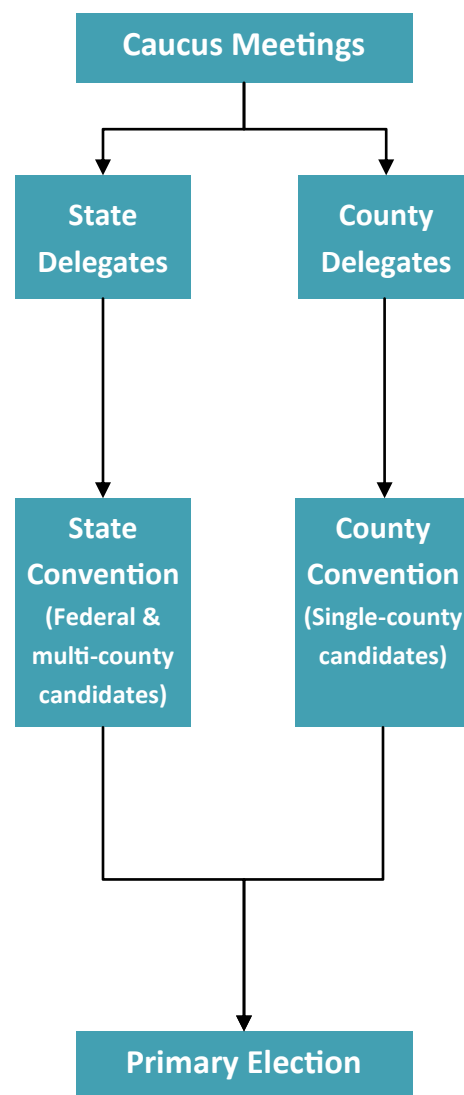 Caucus Meetings
State
Delegates
County
Delegates
State
Convention
(Federal &
multi-county
candidates)
County
Convention
(Single-county
candidates)
Primary Election